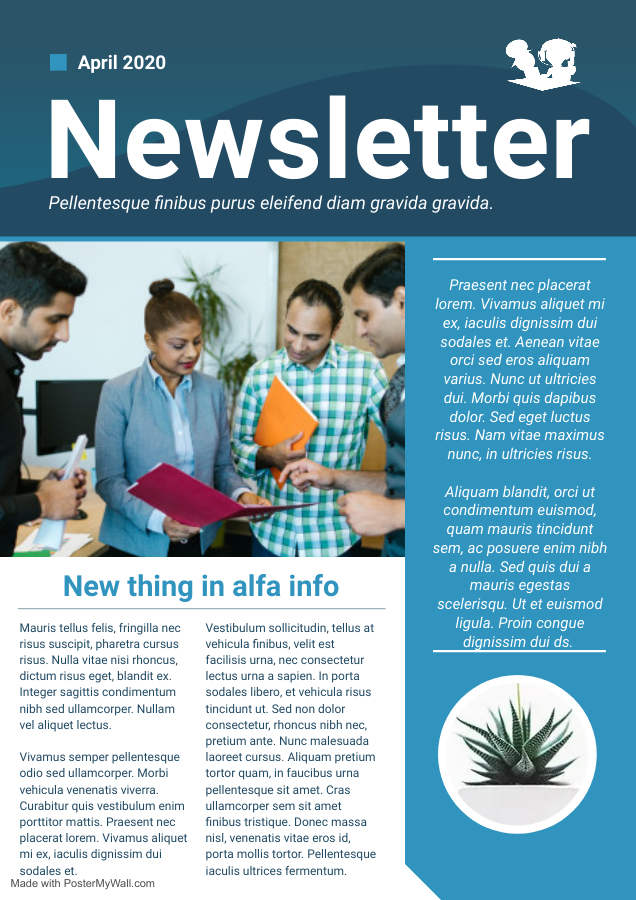 April 2020
Newsletter
Pellentesque finibus purus eleifend diam gravida gravida.
Praesent nec placerat
lorem. Vivamus aliquet mi
ex, iaculis dignissim dui
sodales et. Aenean vitae
orci sed eros aliquam
varius. Nunc ut ultricies
dui. Morbi quis dapibus
dolor. Sed eget luctus
risus. Nam vitae maximus
nunc, in ultricies risus.
Aliquam blandit, orci ut
condimentum euismod,
quam mauris tincidunt
sem, ac posuere enim nibh
a nulla. Sed quis dui a
mauris egestas
scelerisqu. Ut et euismod
ligula. Proin congue
dignissim dui ds.
New thing in alfa info
Mauris tellus felis, fringilla nec
risus suscipit, pharetra cursus
risus. Nulla vitae nisi rhoncus,
dictum risus eget, blandit ex.
Integer sagittis condimentum
nibh sed ullamcorper. Nullam
vel aliquet lectus.
Vivamus semper pellentesque
odio sed ullamcorper. Morbi
vehicula venenatis viverra.
Curabitur quis vestibulum enim
porttitor mattis. Praesent nec
placerat lorem. Vivamus aliquet
mi ex, iaculis dignissim dui
sodales et.
Vestibulum sollicitudin, tellus at
vehicula finibus, velit est
facilisis urna, nec consectetur
lectus urna a sapien. In porta
sodales libero, et vehicula risus
tincidunt ut. Sed non dolor
consectetur, rhoncus nibh nec,
pretium ante. Nunc malesuada
laoreet cursus. Aliquam pretium
tortor quam, in faucibus urna
pellentesque sit amet. Cras
ullamcorper sem sit amet
finibus tristique. Donec massa
nisl, venenatis vitae eros id,
porta mollis tortor. Pellentesque
iaculis ultrices fermentum.
Made with PosterMyWall.com